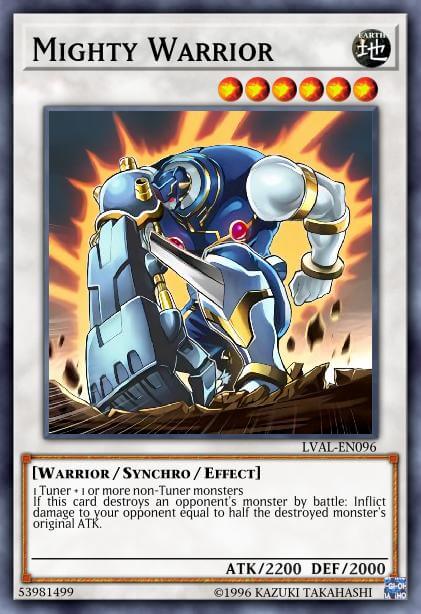 MIGHTY WARRIOR
EARTH
地
LVAL-EN096
[WARRIOR / SYNCHRO / EFFECT]
1 Tuner + 1 or more non-Tuner monsters
If this card destroys an opponent's monster by battle: Inflict
damage to your opponent equal to half the destroyed monster's
original ATK.
ATK/2200 DEF/2000
53981499
©1996 KAZUKI TAKAHASHI